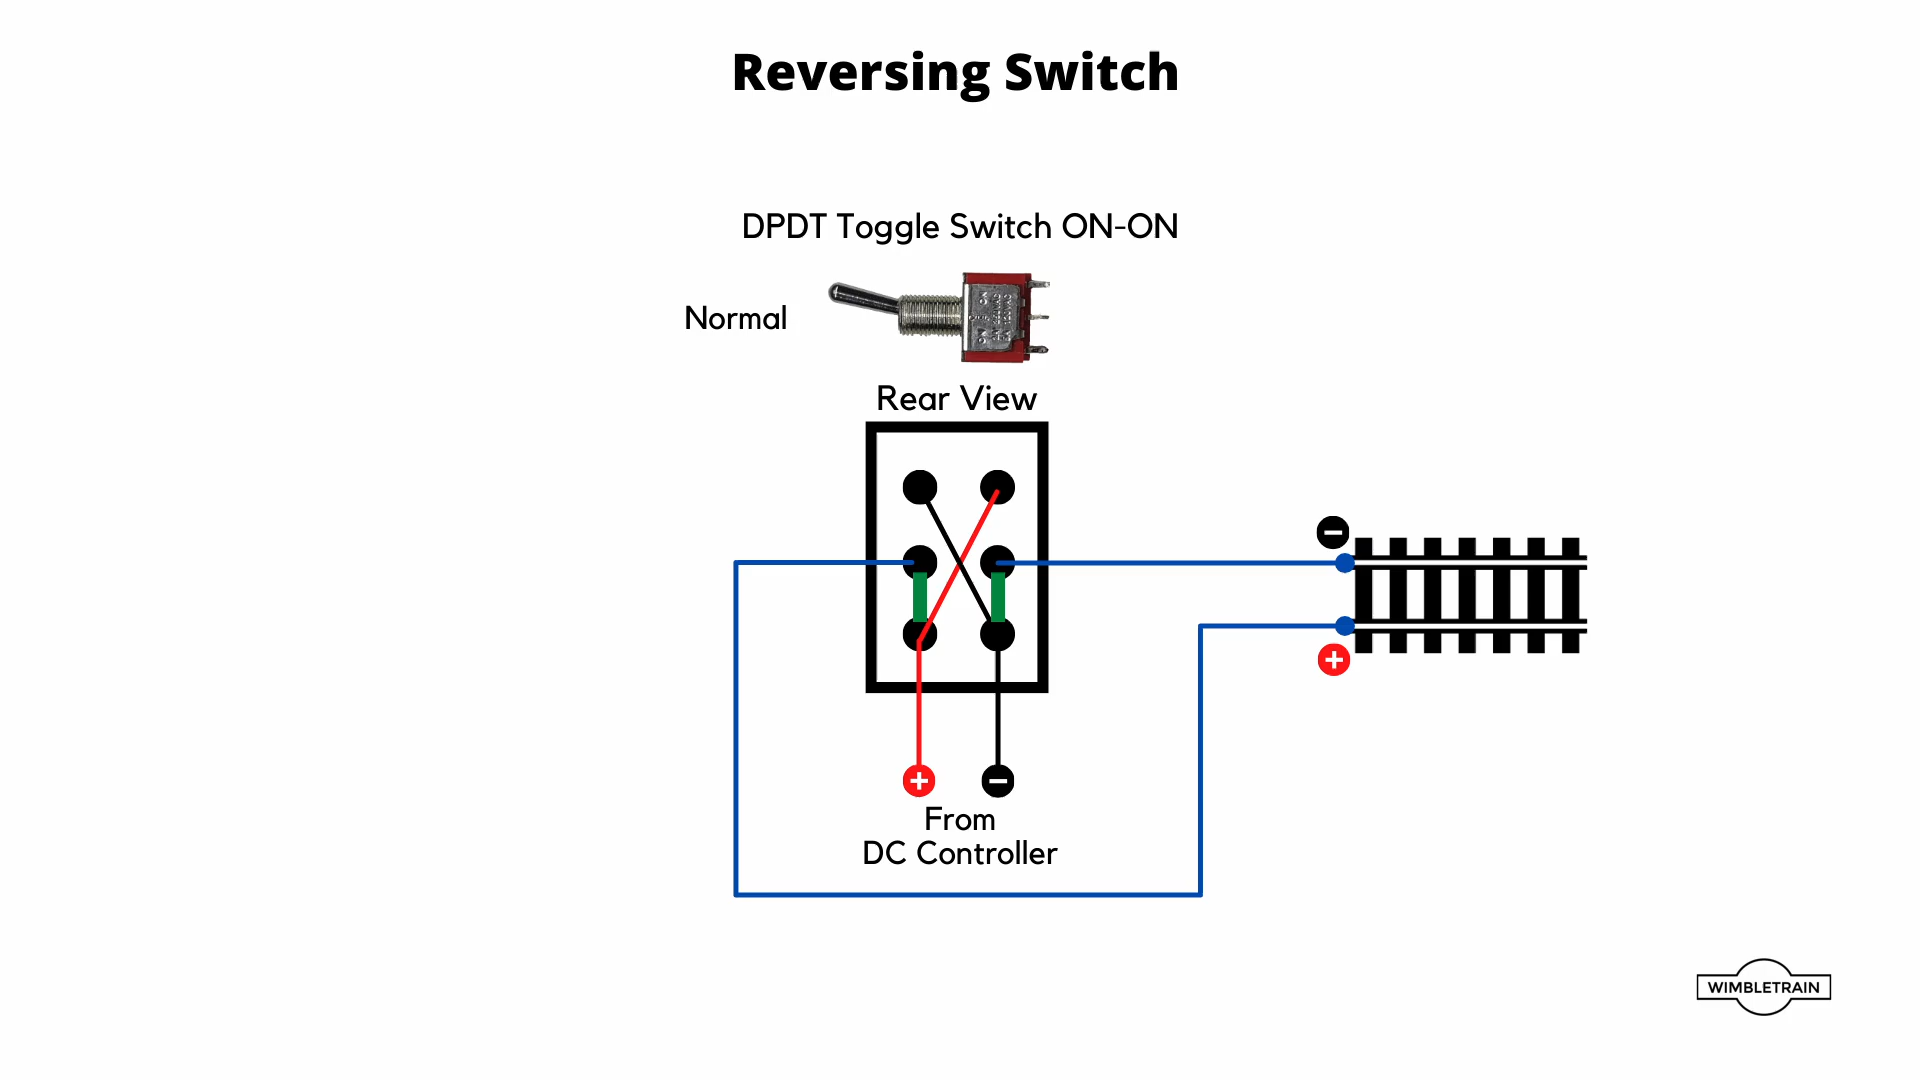 Reversing Switch
DPDT Toggle Switch ON-ON
Normal
Rear View
−
+
+ −
From
DC Controller
WIMBLETRAIN